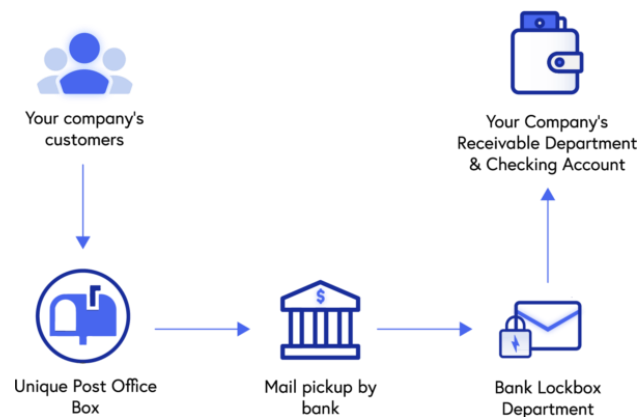 Your company's
customers
Your Company's
Receivable Department
& Checking Account
$
Unique Post Office
Box
Mail pickup by
bank
Bank Lockbox
Department